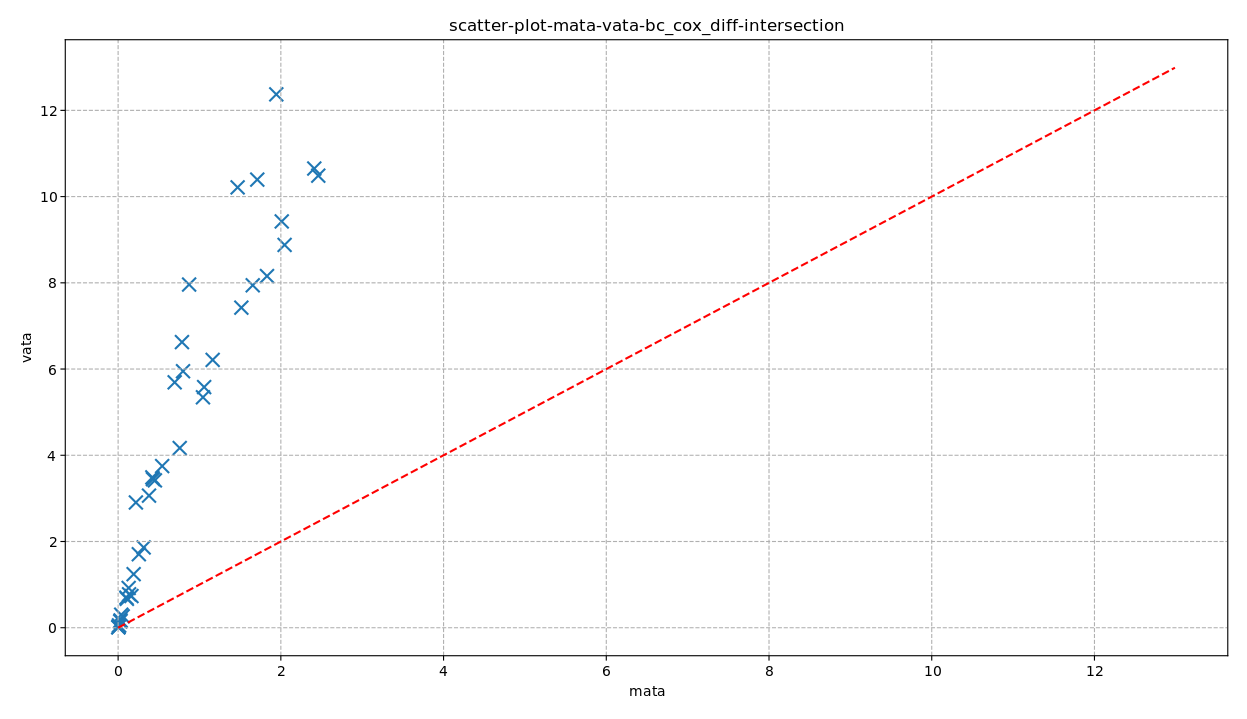 scatter-plot-mata-vata-bc_cox_diff-intersection
12
10
8
6
4
2
0
vata
0 2 4 6 8 10 12
mata